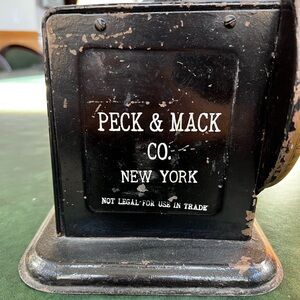 PECK & MACK
CO.
NEW YORK
NOT LEGAL FOR USE IN TRADE